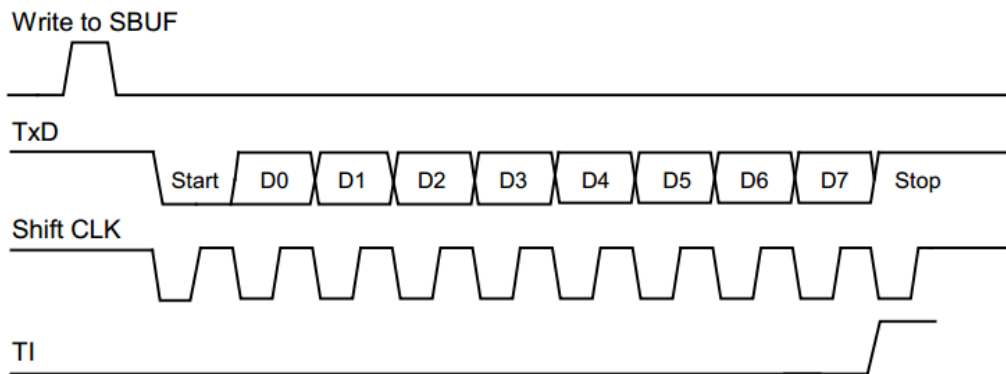 Write to SBUF
TxD
Start D0 D1 D2 D3 D4 D5 D6 D7 Stop
Shift CLK
TI